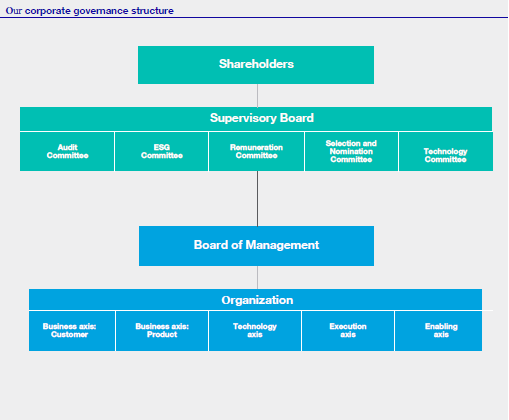 Our corporate governance structure
Shareholders
Supervisory Board
Audit
Committee
ESG
Committee
Remuneration
Committee
Selection and
Nomination
Committee
Technology
Committee
Board of Management
Organization
Business axis:
Customer
Business axis:
Product
Technology
axis
Execution
axis
Enabling
axis